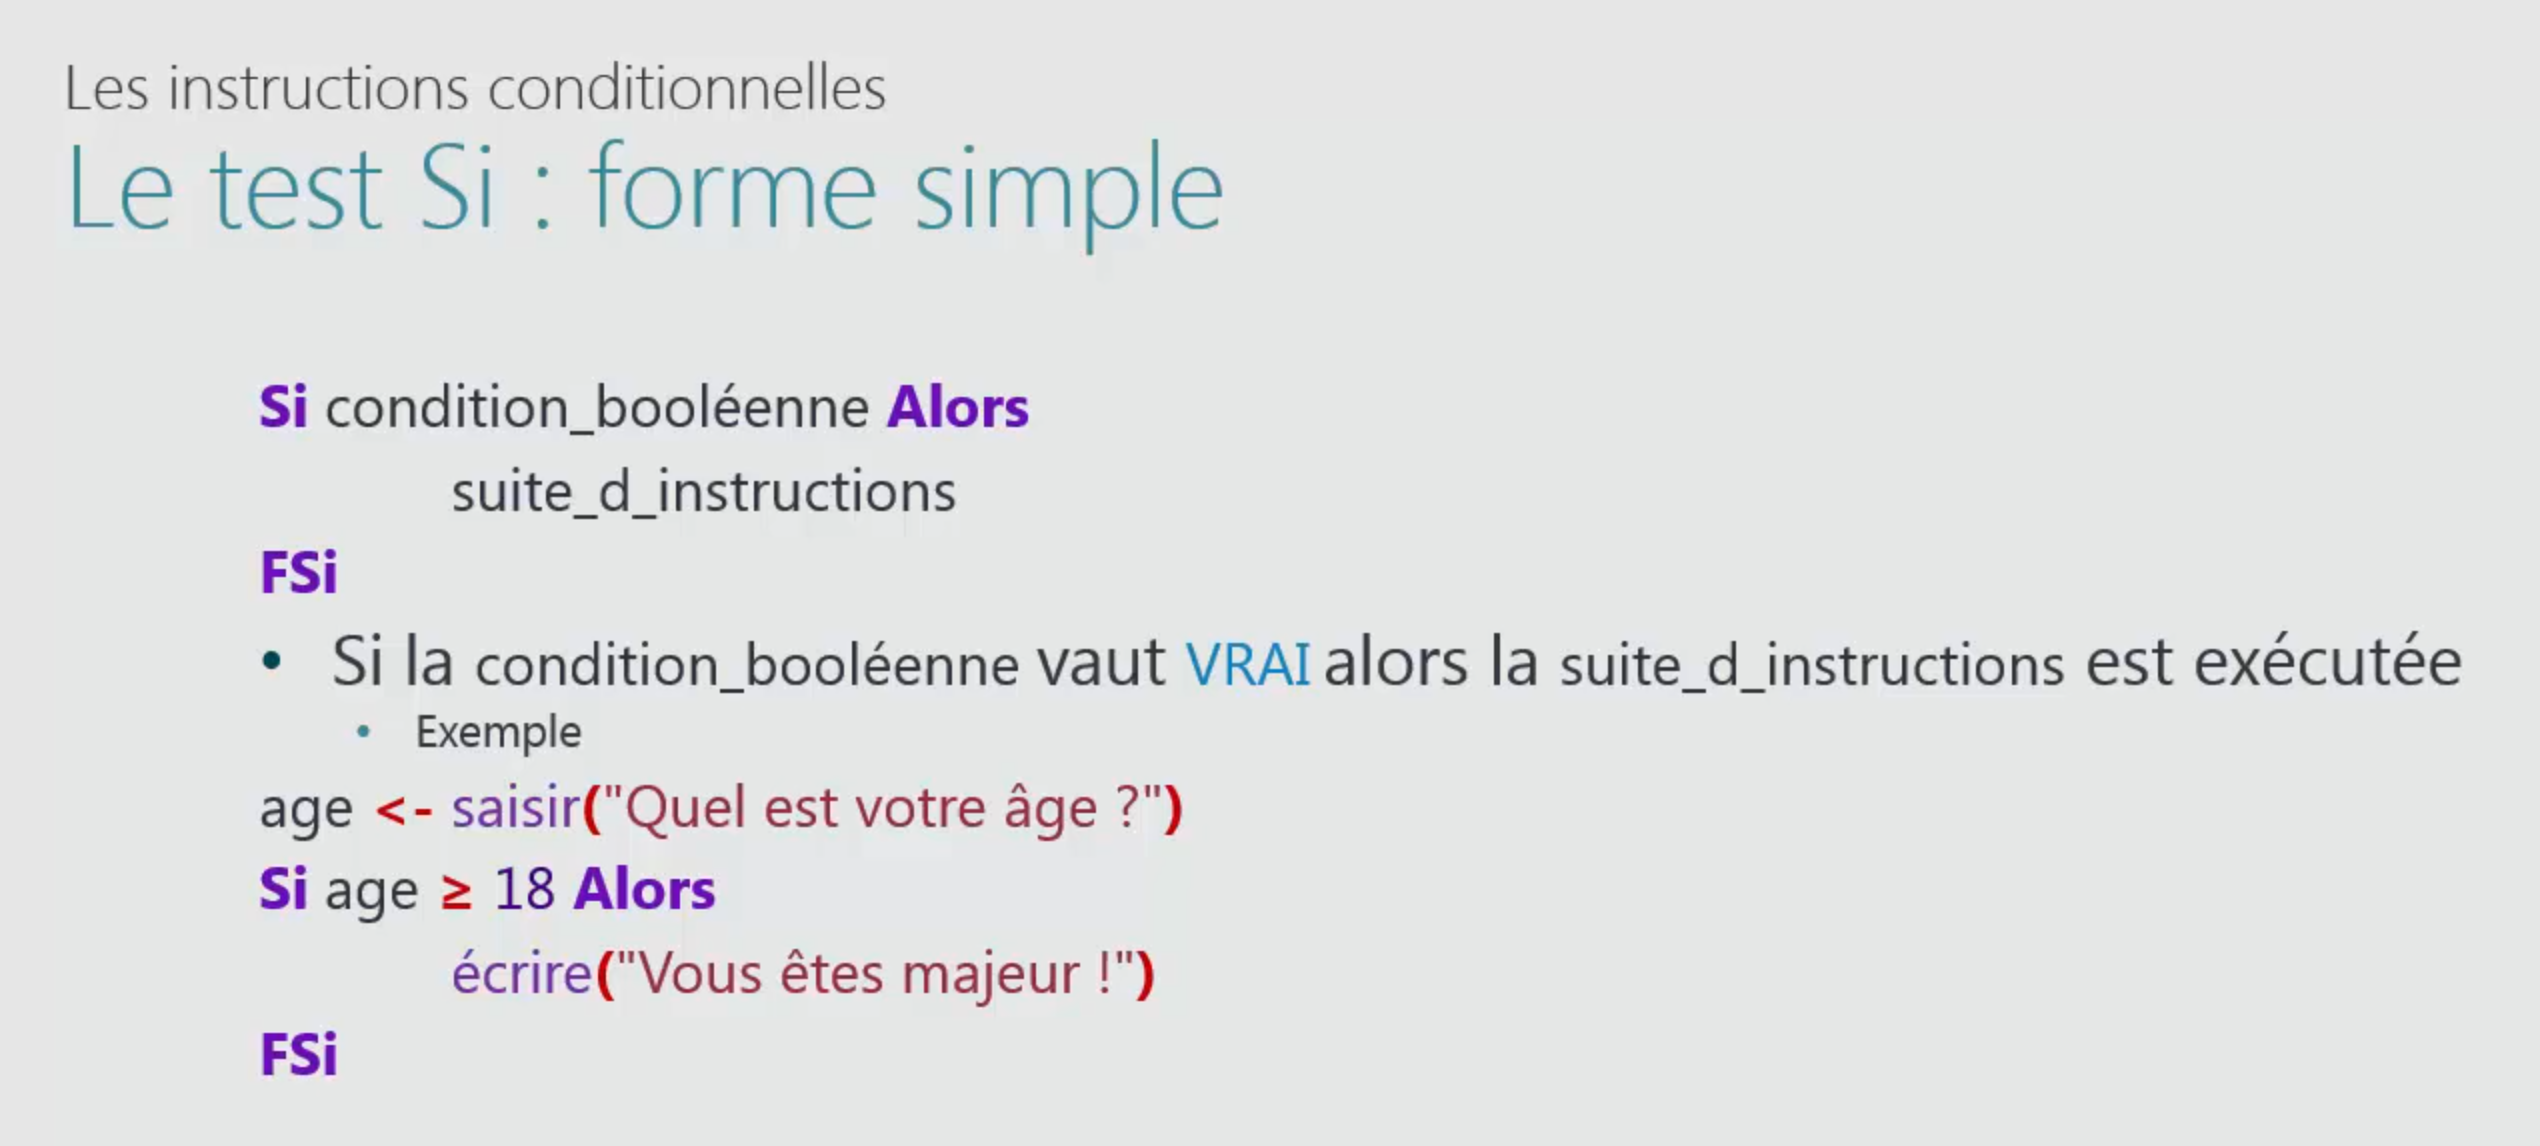 Les instructions conditionnelles
Le test Si : forme simple
Si condition_booléenne Alors
suite_d_instructions
FSi
• Si la condition_booléenne vaut VRAI alors la suite_d_instructions est exécutée
• Exemple
age <- saisir("Quel est votre âge ?")
Si age ≥ 18 Alors
écrire("Vous êtes majeur !")
FSi